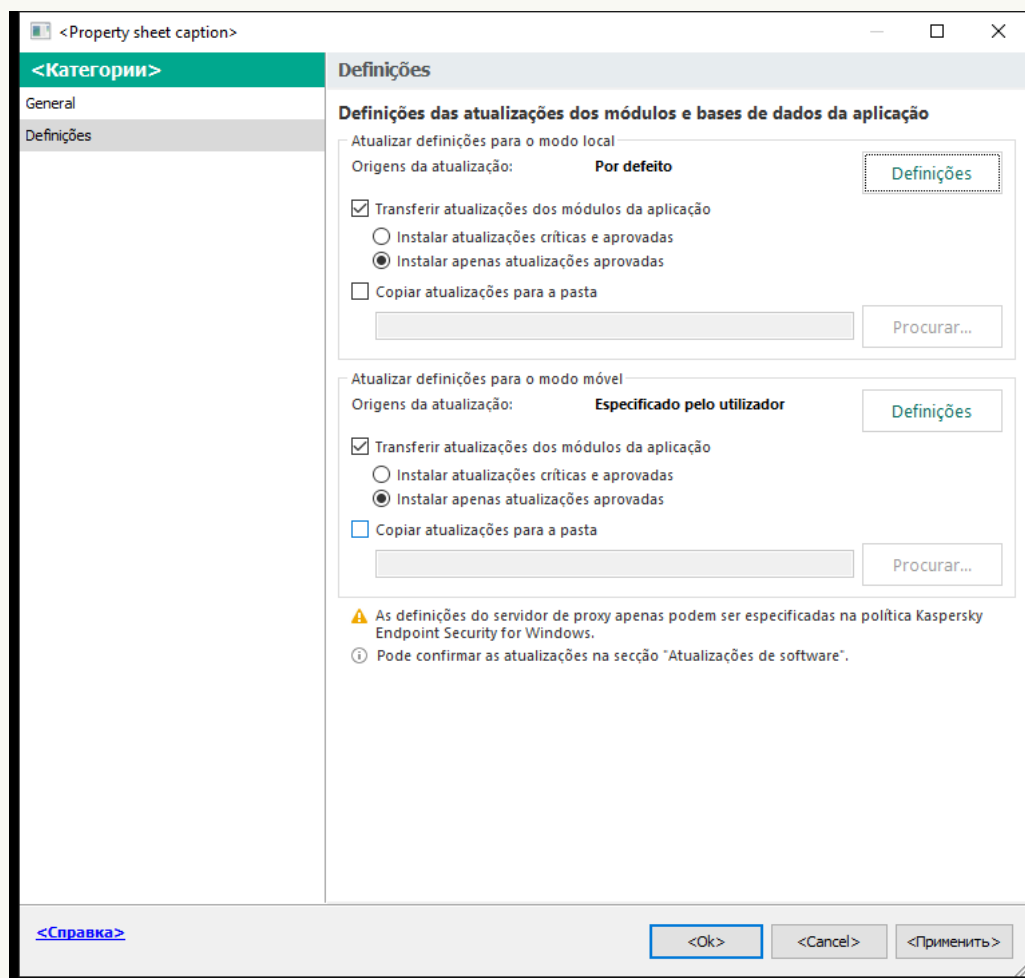 <Property sheet caption>
<Категории>
General
Definições
Definições
Definições das atualizações dos módulos e bases de dados da aplicação
Atualizar definições para o modo local
Origens da atualização: Por defeito Definições
Transferir atualizações dos módulos da aplicação
Instalar atualizações críticas e aprovadas
Instalar apenas atualizações aprovadas
Copiar atualizações para a pasta
Procurar...
Atualizar definições para o modo móvel
Origens da atualização: Especificado pelo utilizador Definições
Transferir atualizações dos módulos da aplicação
Instalar atualizações críticas e aprovadas
Instalar apenas atualizações aprovadas
Copiar atualizações para a pasta
Procurar...
As definições do servidor de proxy apenas podem ser especificadas na política Kaspersky
Endpoint Security for Windows.
Pode confirmar as atualizações na secção "Atualizações de software".
<Справка>
<Ok> <Cancel> <Применить>